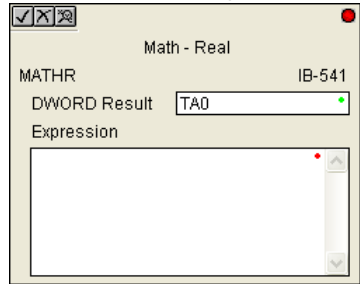 Math - Real
MATHR IB-541
DWORD Result TA0
Expression